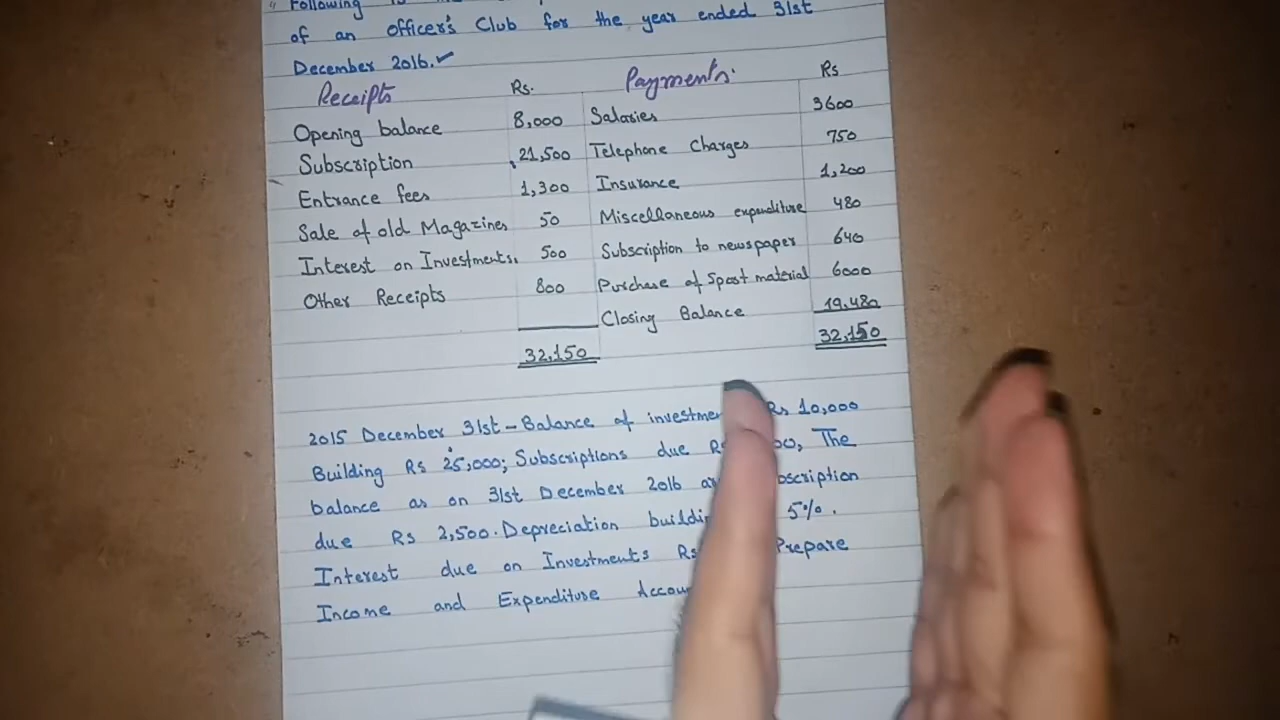 " Following
of an officer's Club for the year ended 31st
December 2016.
Receipts Rs. Payments Rs
Opening balance 8,000 Salaries 3600
Subscription 21,500 Telephone Charges 750
Entrance fees 1,300 Insurance 1,200
Sale of old Magazines 50 Miscellaneous expenditure 480
Interest on Investments. 500 Subscription to newspaper 640
Other Receipts 800 Purchase of Sport material 6000
Closing Balance 19,480
32,150 32,150
2015 December 31st - Balance of Rs 10,000
Building Rs 25,000; Subscriptions due The
balance as on 31st December 2016
due Rs 2,500. Depreciation 5%.
Interest due on Investments Rs Prepare
Income and Expenditure